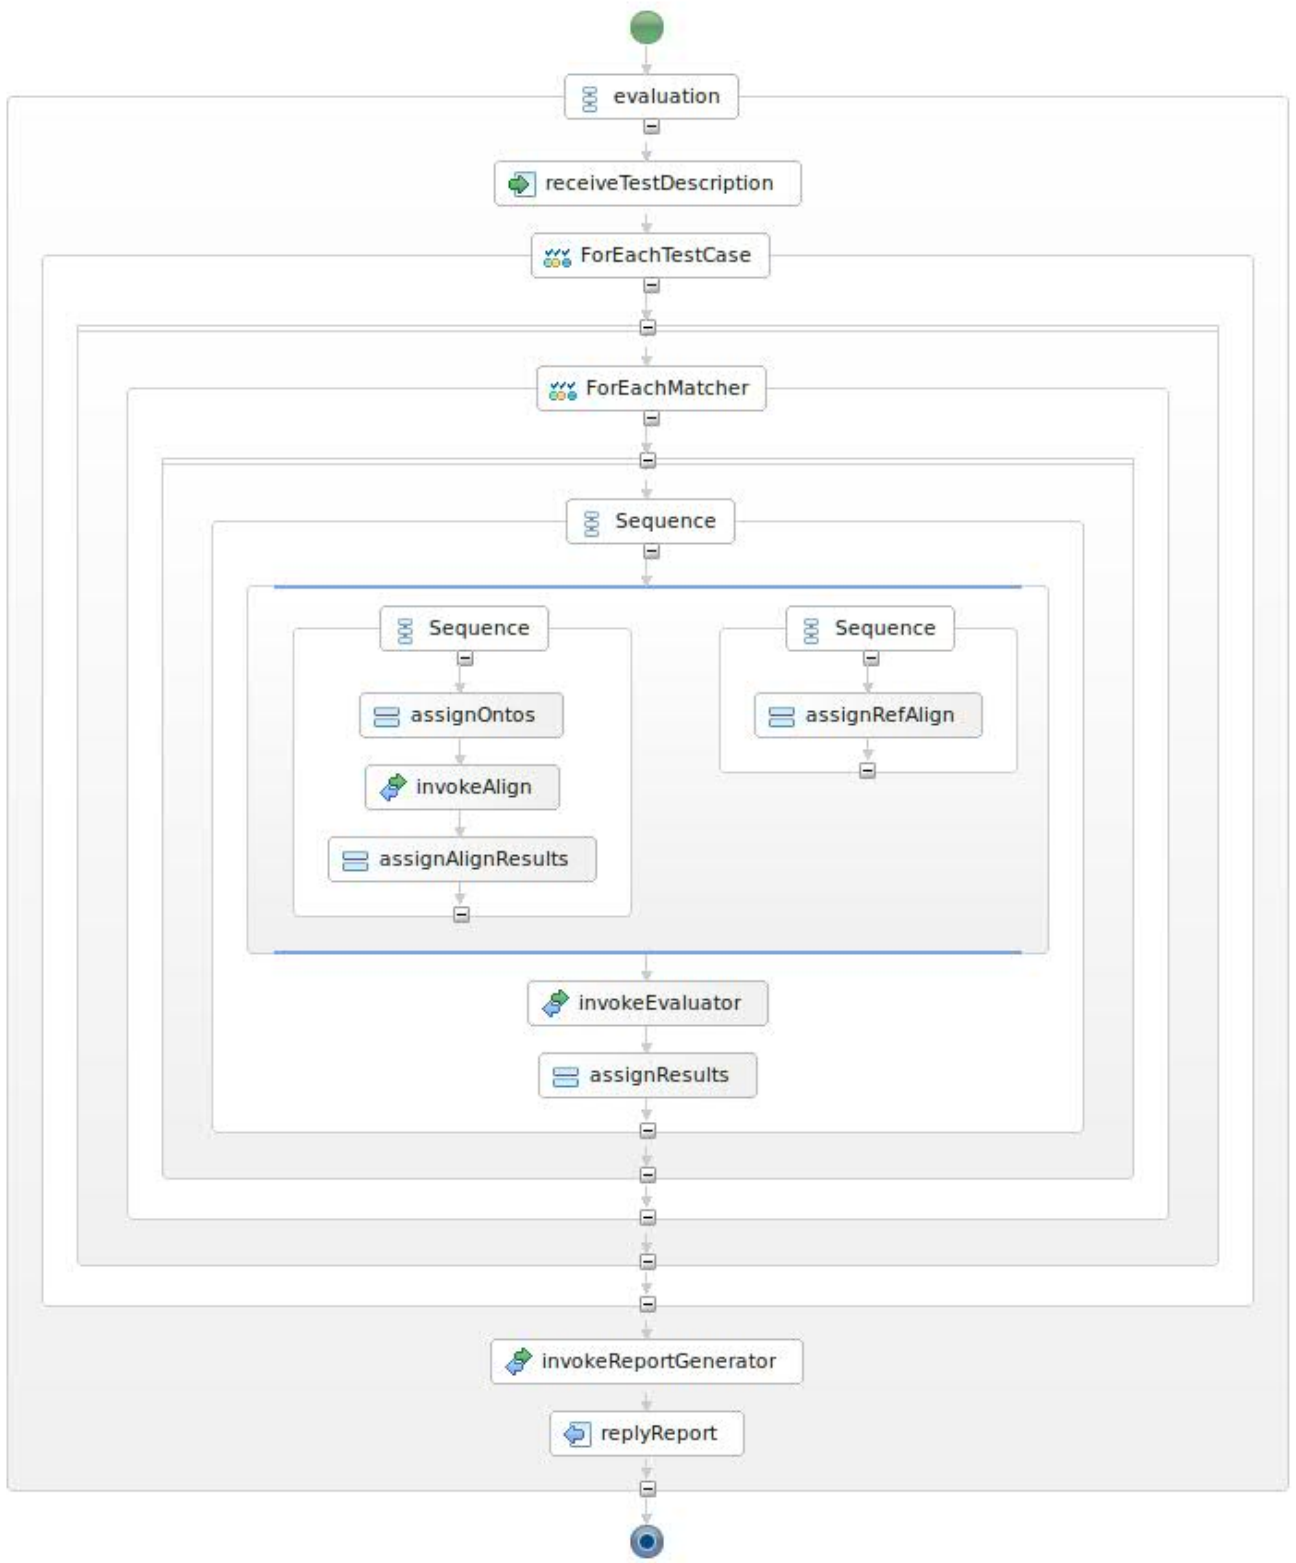 evaluation
receiveTestDescription
ForEachTestCase
ForEachMatcher
Sequence
Sequence
Sequence
assignOntos
assignRefAlign
invokeAlign
assignAlignResults
invokeEvaluator
assignResults
invokeReportGenerator
replyReport